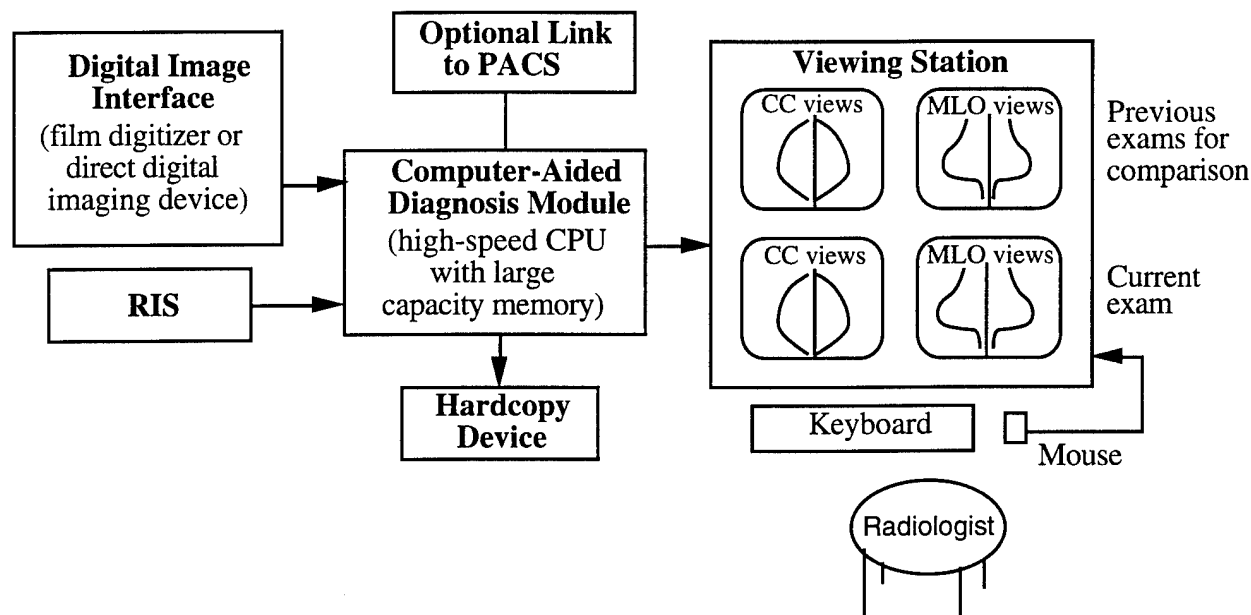 Digital Image
Interface
(film digitizer or
direct digital
imaging device)
RIS
Optional Link
to PACS
Computer-Aided
Diagnosis Module
(high-speed CPU
with large
capacity memory)
Hardcopy
Device
Viewing Station
CC views
MLO views
Previous
exams for
comparison
CC views
MLO views
Current
exam
Keyboard
Mouse
Radiologist